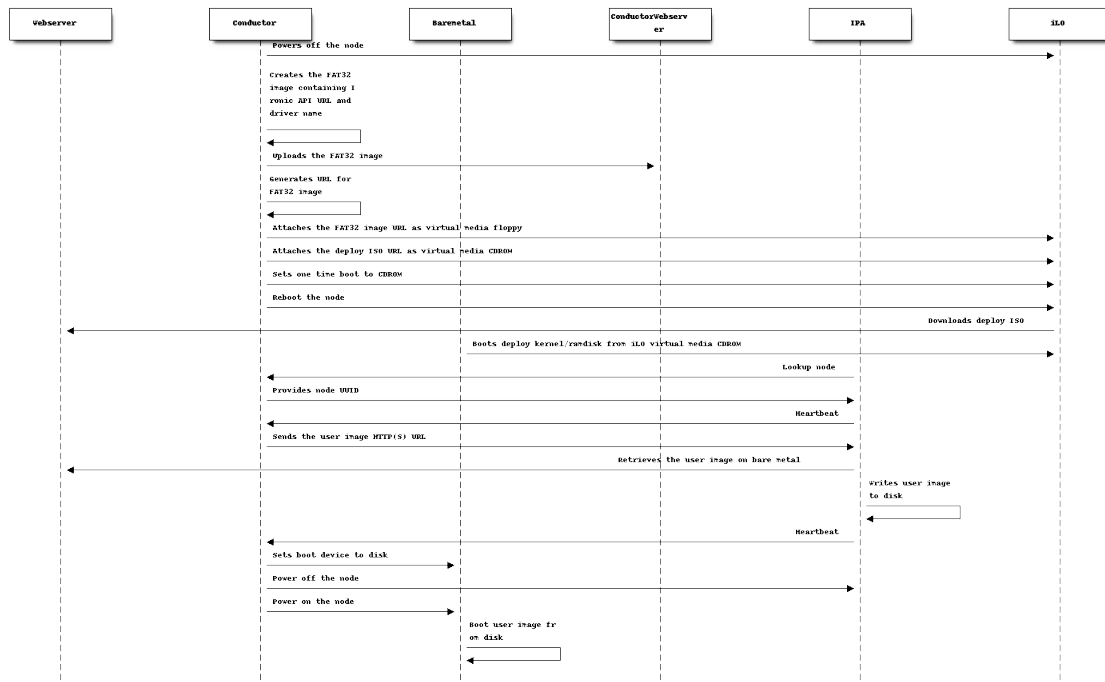 Webserver
Conductor
Baremetal
ConductorWebserv
er
IPA
iLO
Powers off the node
Creates the FAT32
image containing I
ronic API URL and
driver name
Uploads the FAT32 image
Generates URL for
FAT32 image
Attaches the FAT32 image URL as virtual media floppy
Attaches the deploy ISO URL as virtual media CDROM
Sets one time boot to CDROM
Reboot the node
Downloads deploy ISO
Boots deploy kernel/ramdisk from iLO virtual media CDROM
Lookup node
Provides node UUID
Heartbeat
Sends the user image HTTP(S) URL
Retrieves the user image on bare metal
Writes user image
to disk
Heartbeat
Sets boot device to disk
Power off the node
Power on the node
Boot user image fr
om disk